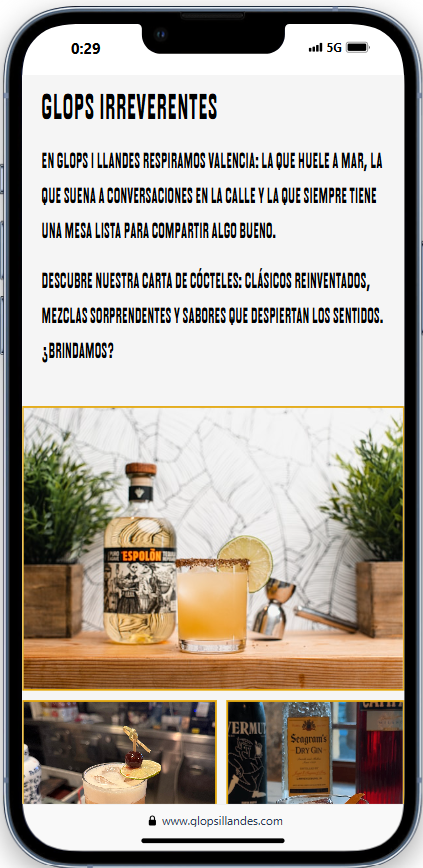 0:29
5G
GLOPS IRREVERENTES
EN GLOPS I LLANDES RESPIRAMOS VALENCIA: LA QUE HUELE A MAR, LA
QUE SUENA A CONVERSACIONES EN LA CALLE Y LA QUE SIEMPRE TIENE
UNA MESA LISTA PARA COMPARTIR ALGO BUENO.
DESCUBRE NUESTRA CARTA DE CÓCTELES: CLÁSICOS REINVENTADOS,
MEZCLAS SORPRENDENTES Y SABORES QUE DESPIERTAN LOS SENTIDOS.
¿BRINDAMOS?
ESPOLÒN
VERMUT
Seagram's
DRY GIN
www.glopsillandes.com